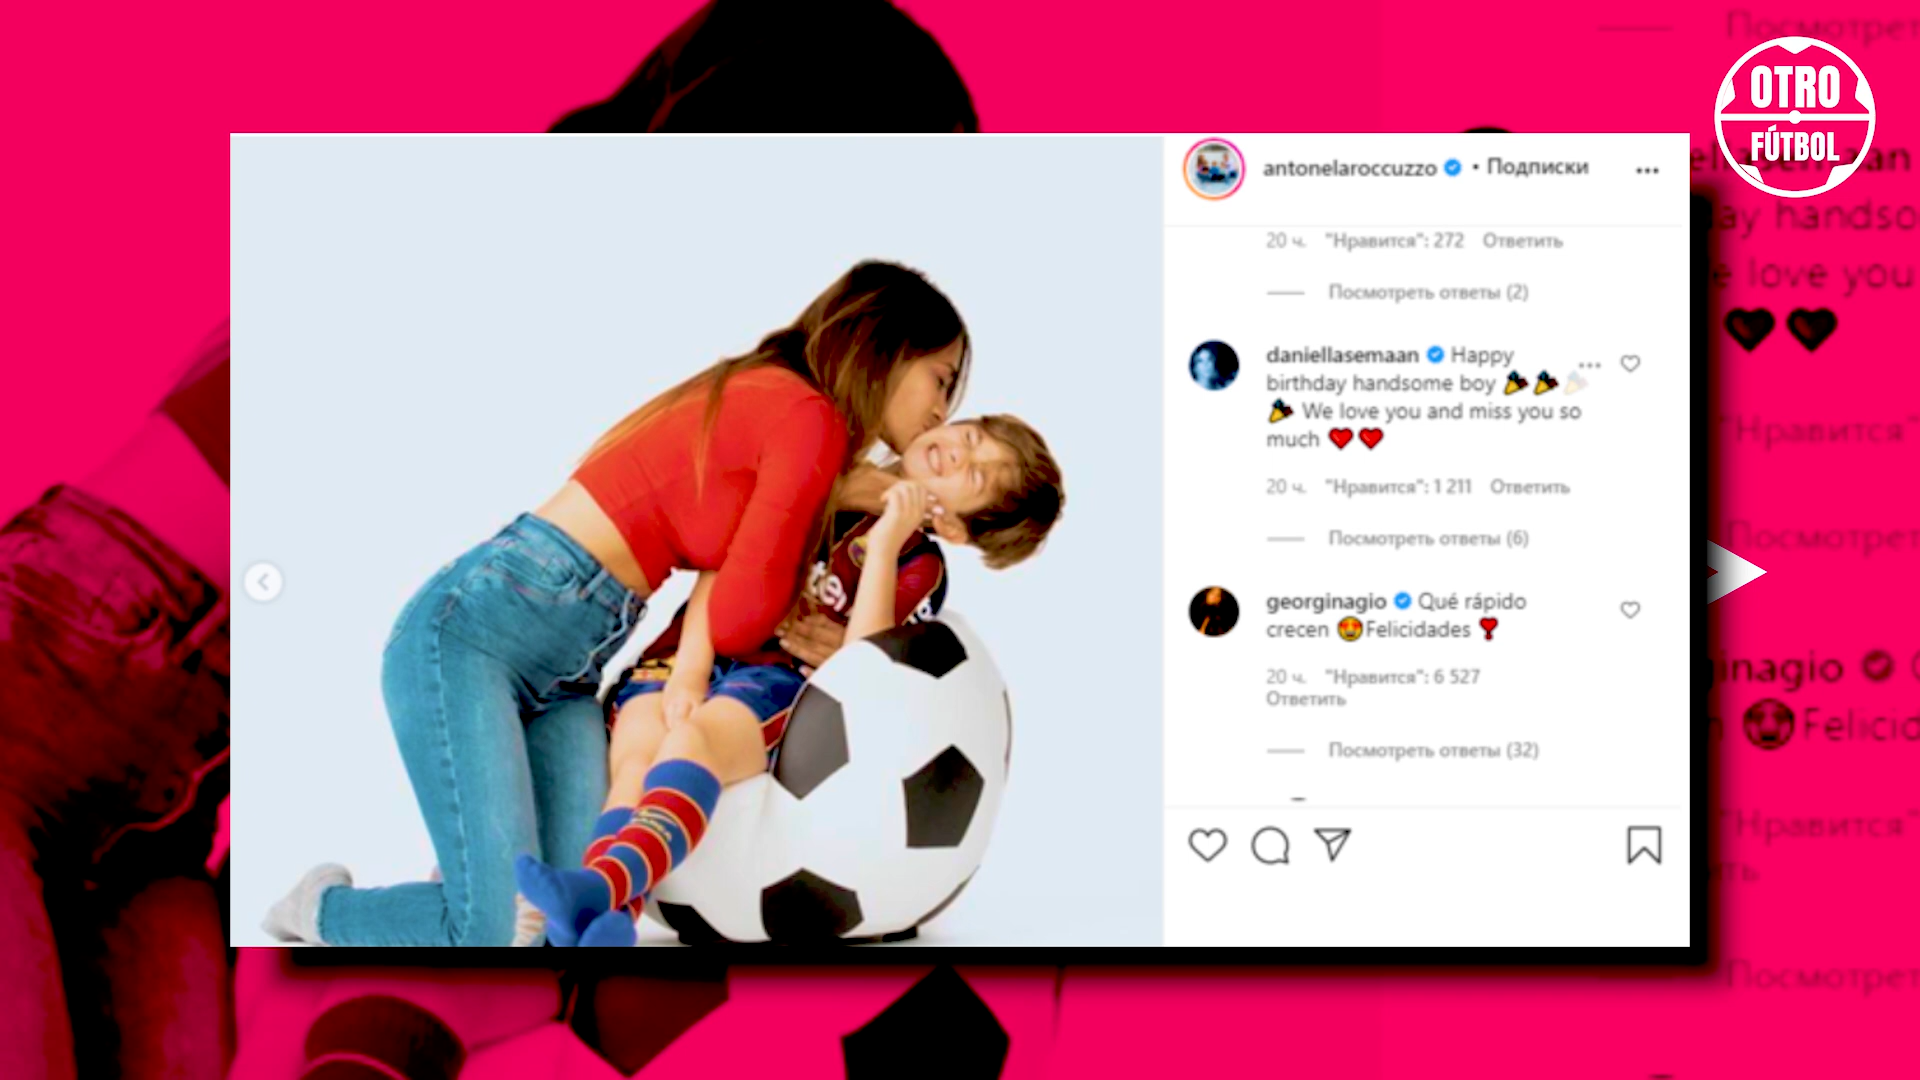 OTRO
FÚTBOL
antonelaroccuzzo • Подписки
20 ч. "Нравится": 272 Ответить
Посмотреть ответы (2)
daniellasemaan Happy
birthday handsome boy
We love you and miss you so
much
20 ч. "Нравится": 1 211 Ответить
Посмотреть ответы (6)
georginagio Qué rápido
crecen Felicidades
20 ч. "Нравится": 6 527
Ответить
Посмотреть ответы (32)